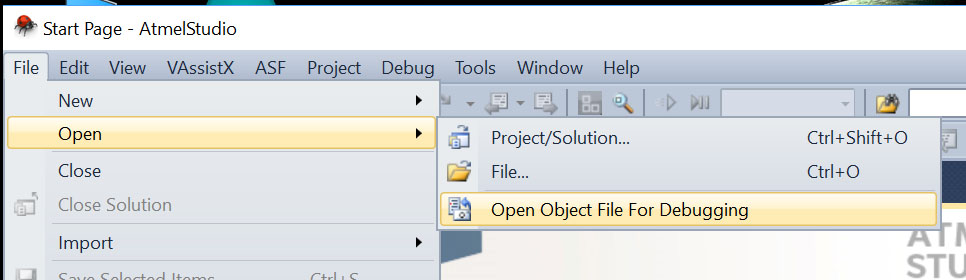 Start Page - AtmelStudio
File Edit View VAssistX ASF Project Debug Tools Window Help
New
Open
Project/Solution... Ctrl+Shift+O
Close
File... Ctrl+O
Close Solution
Open Object File For Debugging
Import
ATM
STU
Save Selected Items Ctrl+S